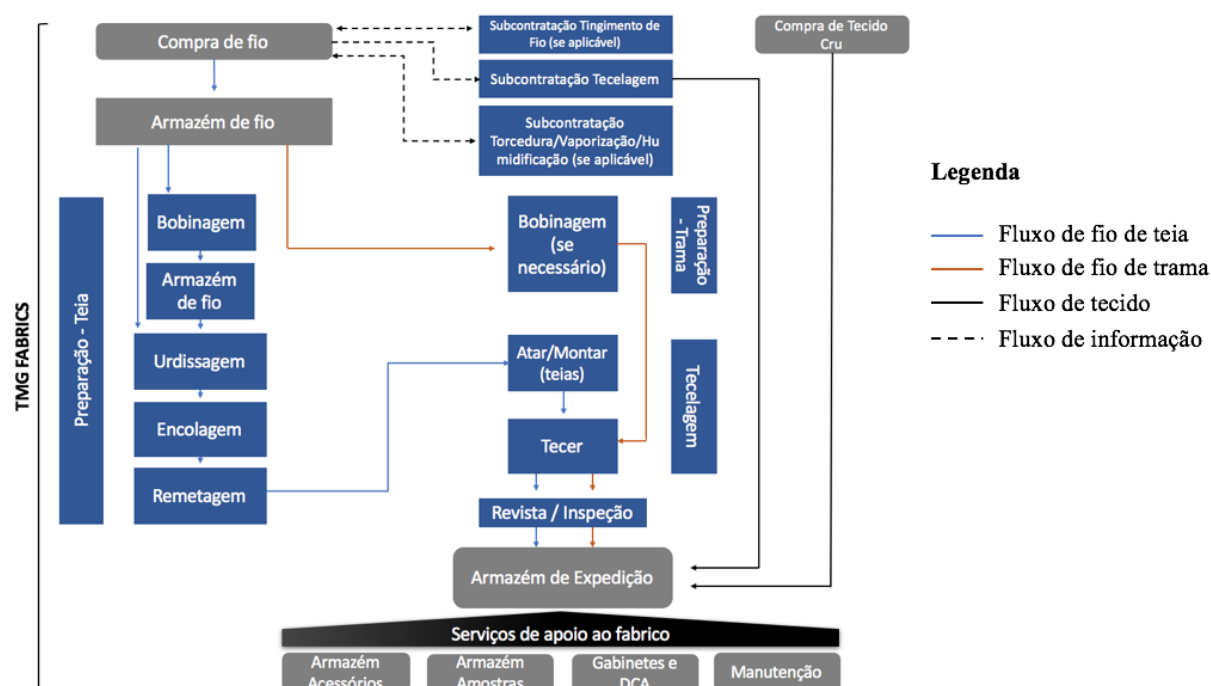 Compra de fio
Subcontratação Tingimento de
Fio (se aplicável)
Compra de Tecido
Cru
Subcontratação Tecelagem
Armazém de fio
Subcontratação
Torcedura/Vaporização/Hu
midificação (se aplicável)
Legenda
Fluxo de fio de teia
Fluxo de fio de trama
Fluxo de tecido
Fluxo de informação
TMG FABRICS
Preparação - Teia
Bobinagem
Armazém
de fio
Urdissagem
Encolagem
Remetagem
Bobinagem
(se
necessário)
Preparação
- Trama
Atar/Montar
(teias)
Tecer
Tecelagem
Revista / Inspeção
Armazém de Expedição
Serviços de apoio ao fabrico
Armazém
Acessórios
Armazém
Amostras
Gabinetes e
DCA
Manutenção